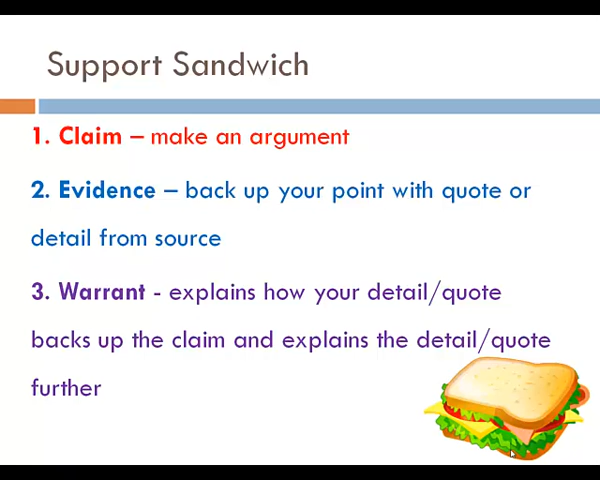 Support Sandwich
1. Claim – make an argument
2. Evidence – back up your point with quote or
detail from source
3. Warrant - explains how your detail/quote
backs up the claim and explains the detail/quote
further